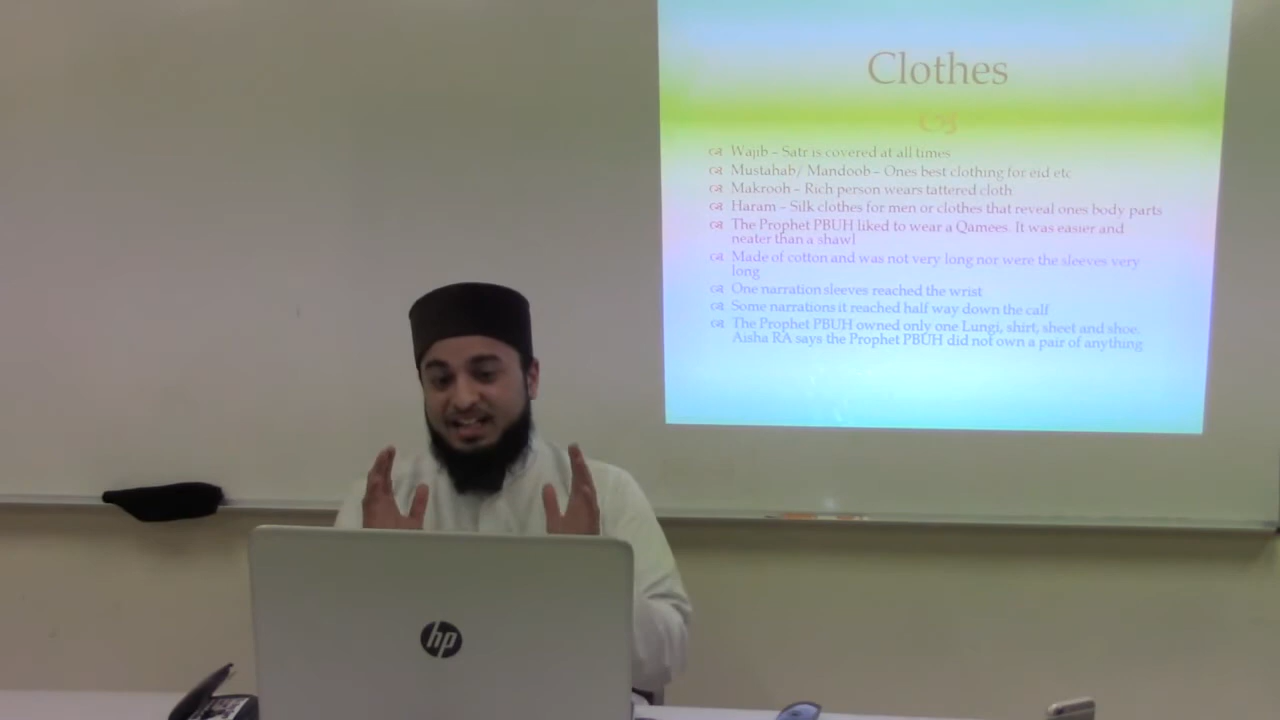 Clothes
Wajib – Satr is covered at all times
Mustahab/ Mandoob – Ones best clothing for eid etc
Makrooh – Rich person wears tattered cloth
Haram – Silk clothes for men or clothes that reveal ones body parts
The Prophet PBUH liked to wear a Qamees. It was easier and
neater than a shawl
Made of cotton and was not very long nor were the sleeves very
long
One narration sleeves reached the wrist
Some narrations it reached half way down the calf
The Prophet PBUH owned only one Lungi, shirt, sheet and shoe.
Aisha RA says the Prophet PBUH did not own a pair of anything
hp